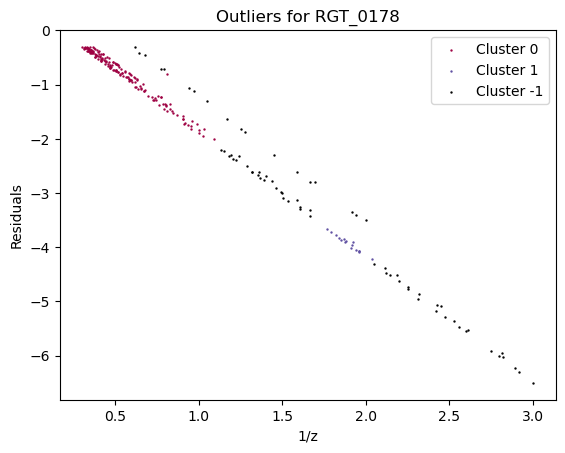 Outliers for RGT_0178
Cluster 0
Cluster 1
Cluster -1
0
−1
−2
−3
−4
−5
−6
Residuals
0.5
1.0
1.5
2.0
2.5
3.0
1/z